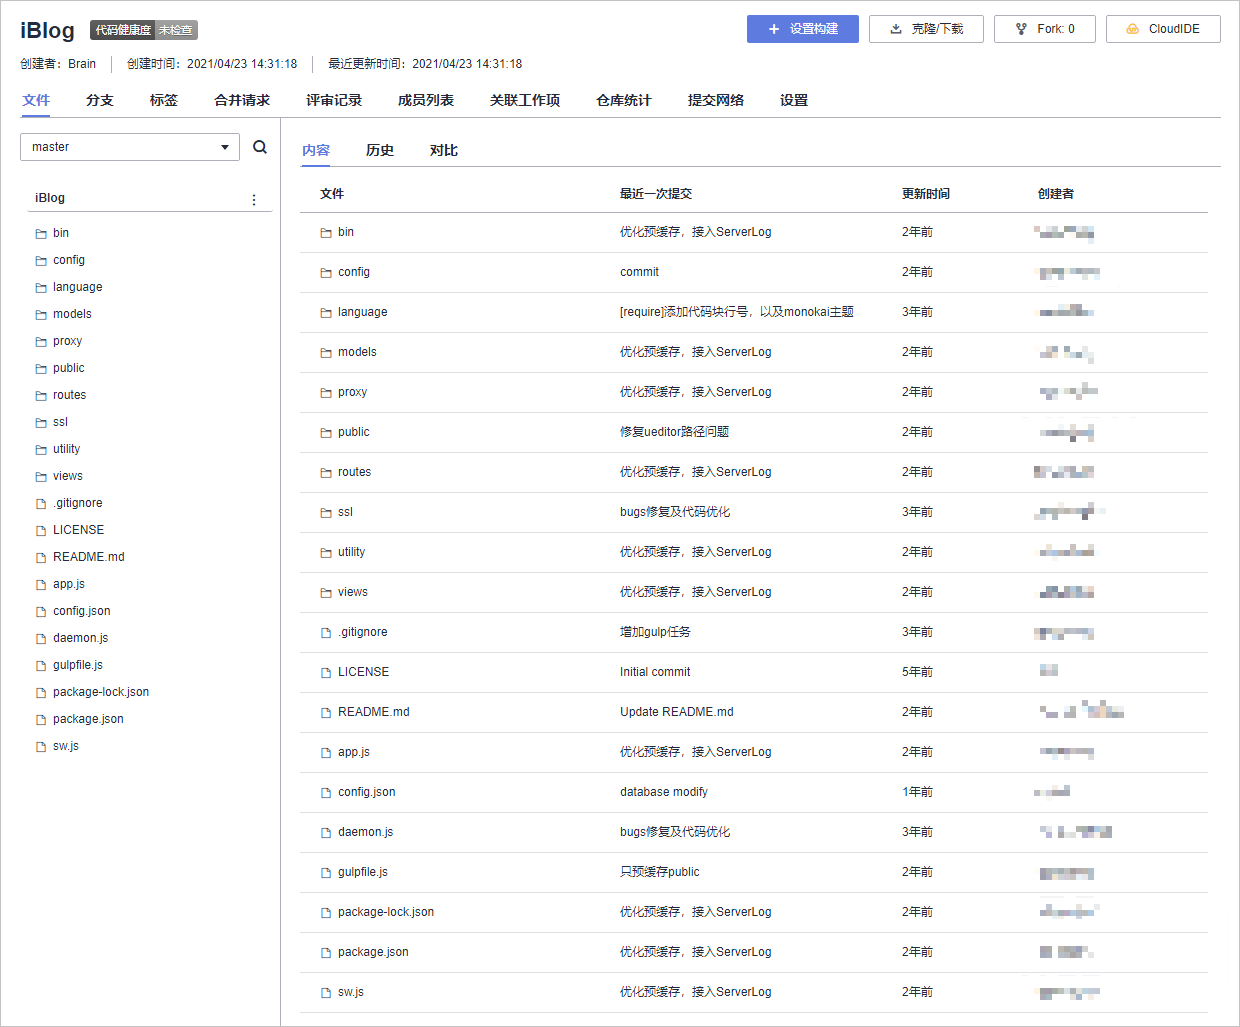 iBlog 代码健康度 未检查 设置构建 克隆/下载 Fork: 0 CloudIDE
创建者：Brain 创建时间：2021/04/23 14:31:18 最近更新时间：2021/04/23 14:31:18
文件 分支 标签 合并请求 评审记录 成员列表 关联工作项 仓库统计 提交网络 设置
master
iBlog
bin
config
language
models
proxy
public
routes
ssl
utility
views
.gitignore
LICENSE
README.md
app.js
config.json
daemon.js
gulpfile.js
package-lock.json
package.json
sw.js
内容 历史 对比
文件 最近一次提交 更新时间 创建者
bin 优化预缓存，接入ServerLog 2年前
config commit 2年前
language [require]添加代码块行号，以及monokai主题 3年前
models 优化预缓存，接入ServerLog 2年前
proxy 优化预缓存，接入ServerLog 2年前
public 修复ueditor路径问题 2年前
routes 优化预缓存，接入ServerLog 2年前
ssl bugs修复及代码优化 3年前
utility 优化预缓存，接入ServerLog 2年前
views 优化预缓存，接入ServerLog 2年前
.gitignore 增加gulp任务 3年前
LICENSE Initial commit 5年前
README.md Update README.md 2年前
app.js 优化预缓存，接入ServerLog 2年前
config.json database modify 1年前
daemon.js bugs修复及代码优化 3年前
gulpfile.js 只预缓存public 2年前
package-lock.json 优化预缓存，接入ServerLog 2年前
package.json 优化预缓存，接入ServerLog 2年前
sw.js 优化预缓存，接入ServerLog 2年前